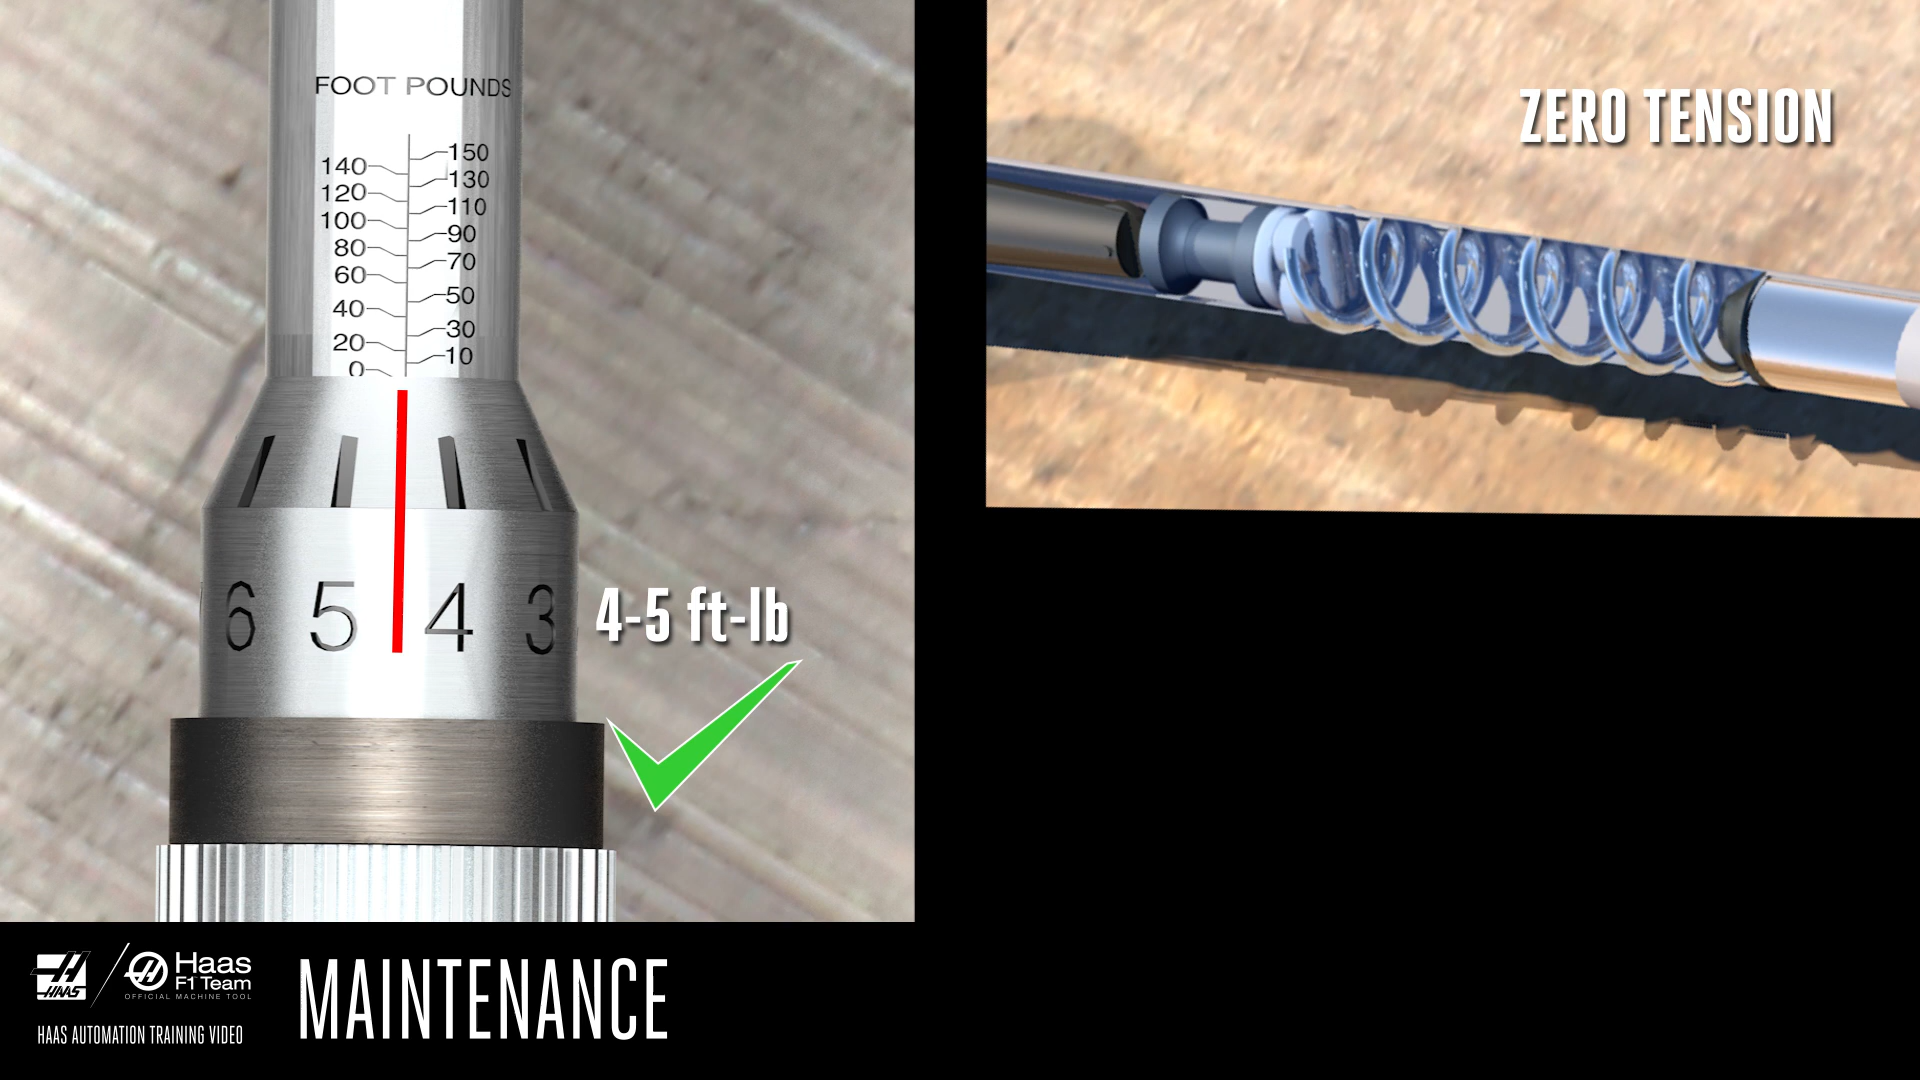 FOOT POUNDS
150
140
130
120
110
100
90
80
70
60
50
40
30
20
10
0
6 5 4 3
4-5 ft-lb
ZERO TENSION
HAAS
Haas
F1 Team
OFFICIAL MACHINE TOOL
HAAS AUTOMATION TRAINING VIDEO
MAINTENANCE